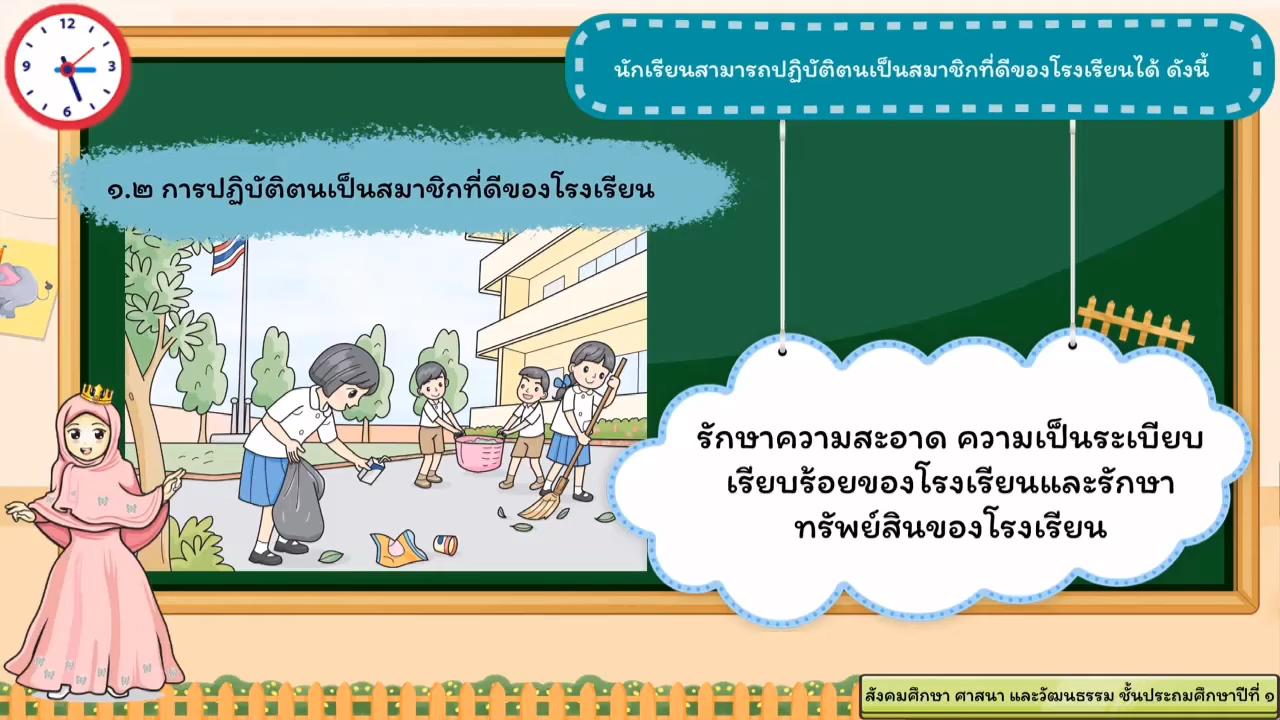 12
9
3
6
นักเรียนสามารถปฏิบัติตนเป็นสมาชิกที่ดีของโรงเรียนได้ ดังนี้
๑.๒ การปฏิบัติตนเป็นสมาชิกที่ดีของโรงเรียน
รักษาความสะอาด ความเป็นระเบียบ
เรียบร้อยของโรงเรียนและรักษา
ทรัพย์สินของโรงเรียน
สังคมศึกษา ศาสนา และวัฒนธรรม ชั้นประถมศึกษาปีที่ ๑